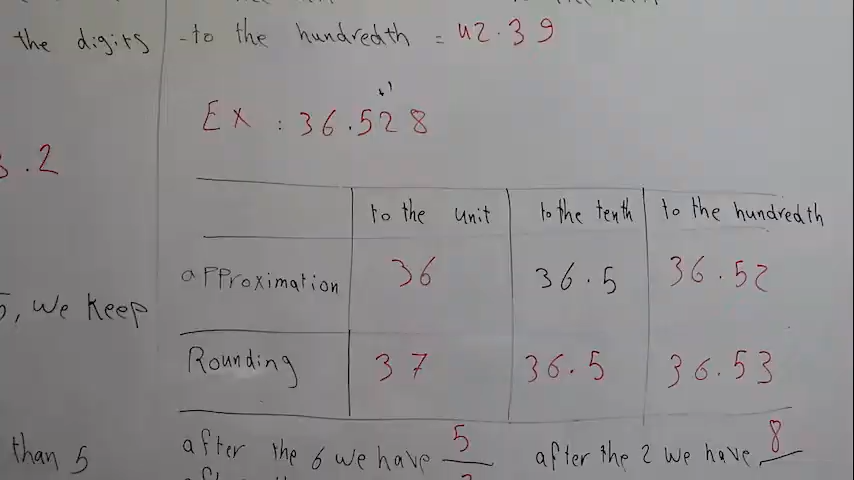 the digits - to the hundredth = 42.39
Ex : 36.528
.2
to the unit to the tenth to the hundredth
approximation 36 36.5 36.52
5, we keep
Rounding 37 36.5 36.53
than 5 after the 6 we have 5 after the 2 we have 8